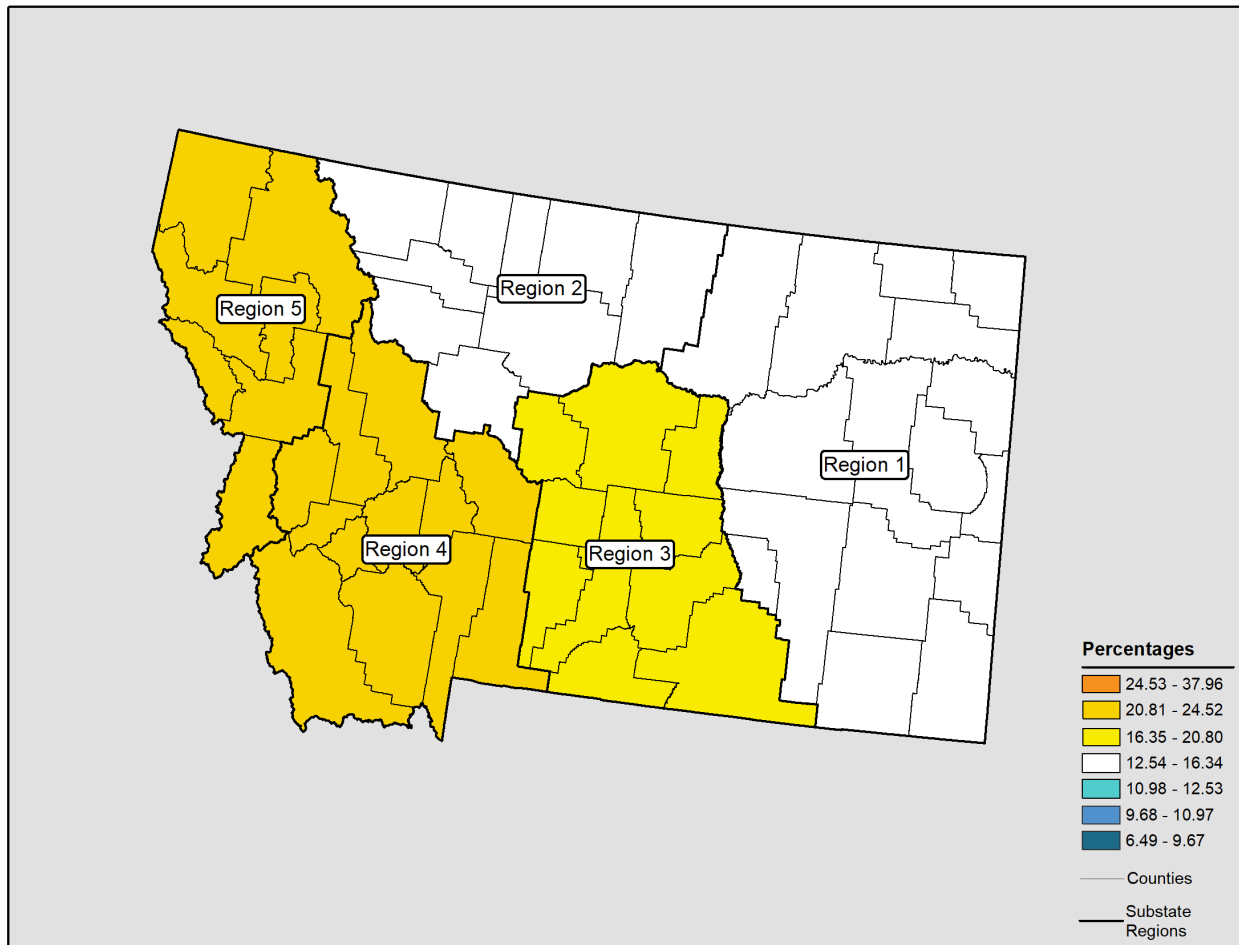 Region 2
Region 5
Region 1
Region 4
Region 3
Percentages
24.53 - 37.96
20.81 - 24.52
16.35 - 20.80
12.54 - 16.34
10.98 - 12.53
9.68 - 10.97
6.49 - 9.67
Counties
Substate
Regions